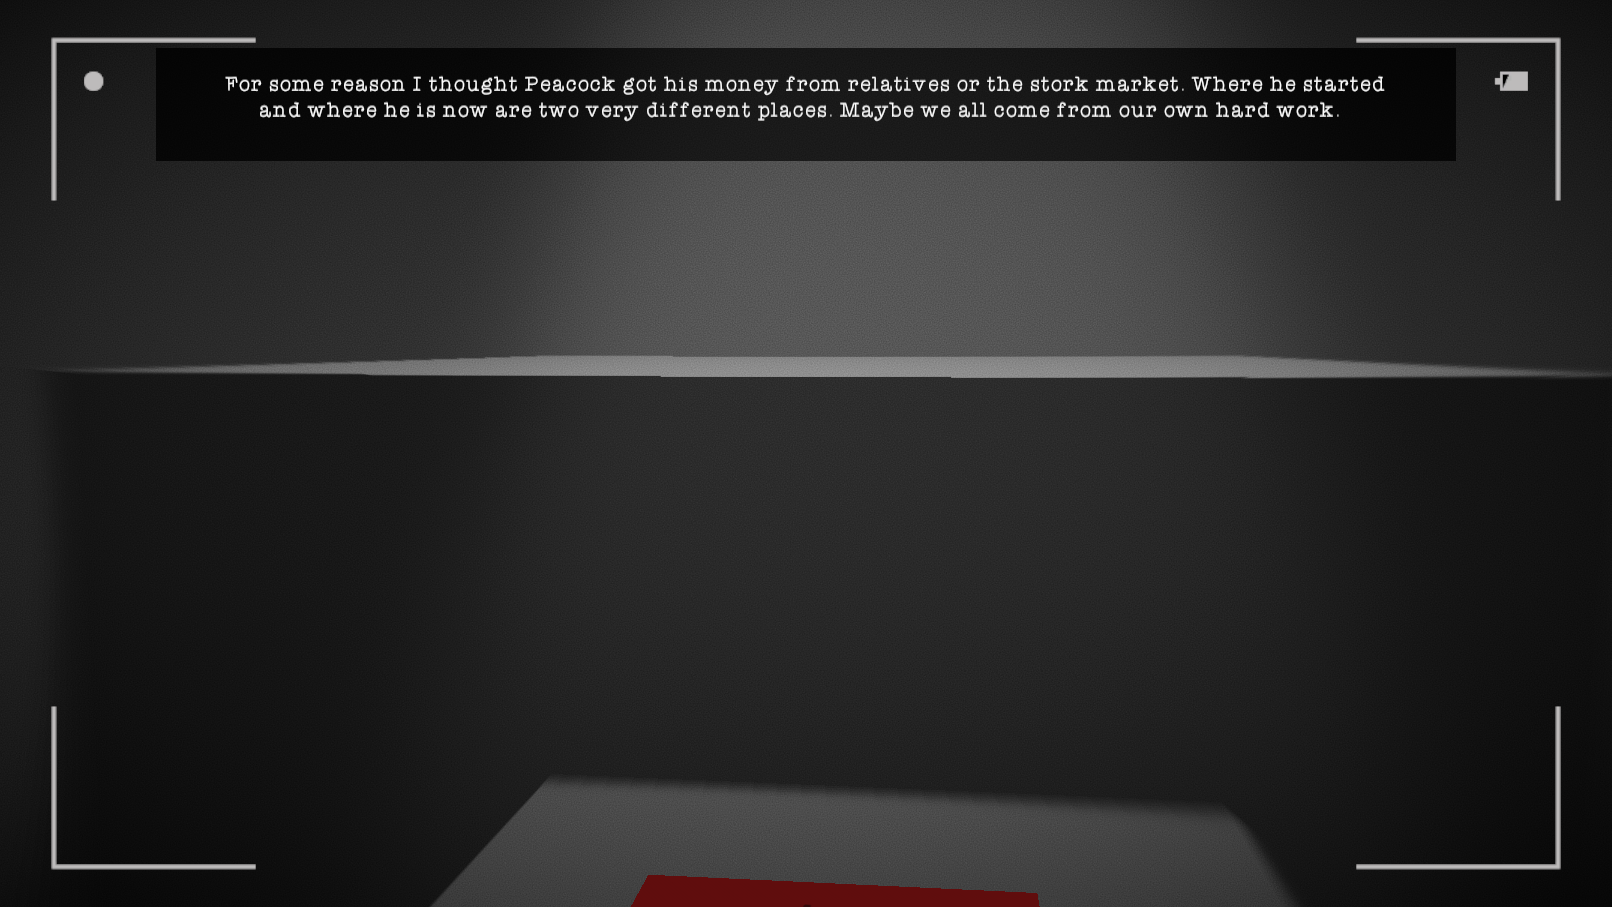 For some reason I thought Peacock got his money from relatives or the stork market. Where he started
and where he is now are two very different places. Maybe we all come from our own hard work.